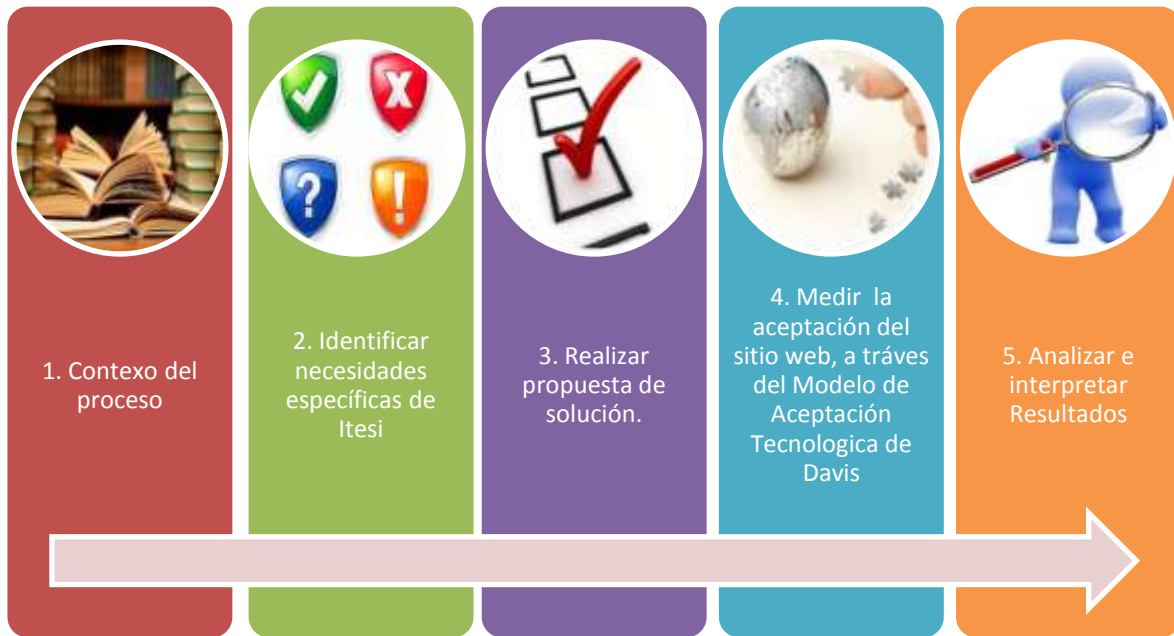 1. Contexo del
proceso
2. Identificar
necesidades
específicas de
Itesi
3. Realizar
propuesta de
solución.
4. Medir la
aceptación del
sitio web, a tráves
del Modelo de
Aceptación
Tecnologica de
Davis
5. Analizar e
interpretar
Resultados